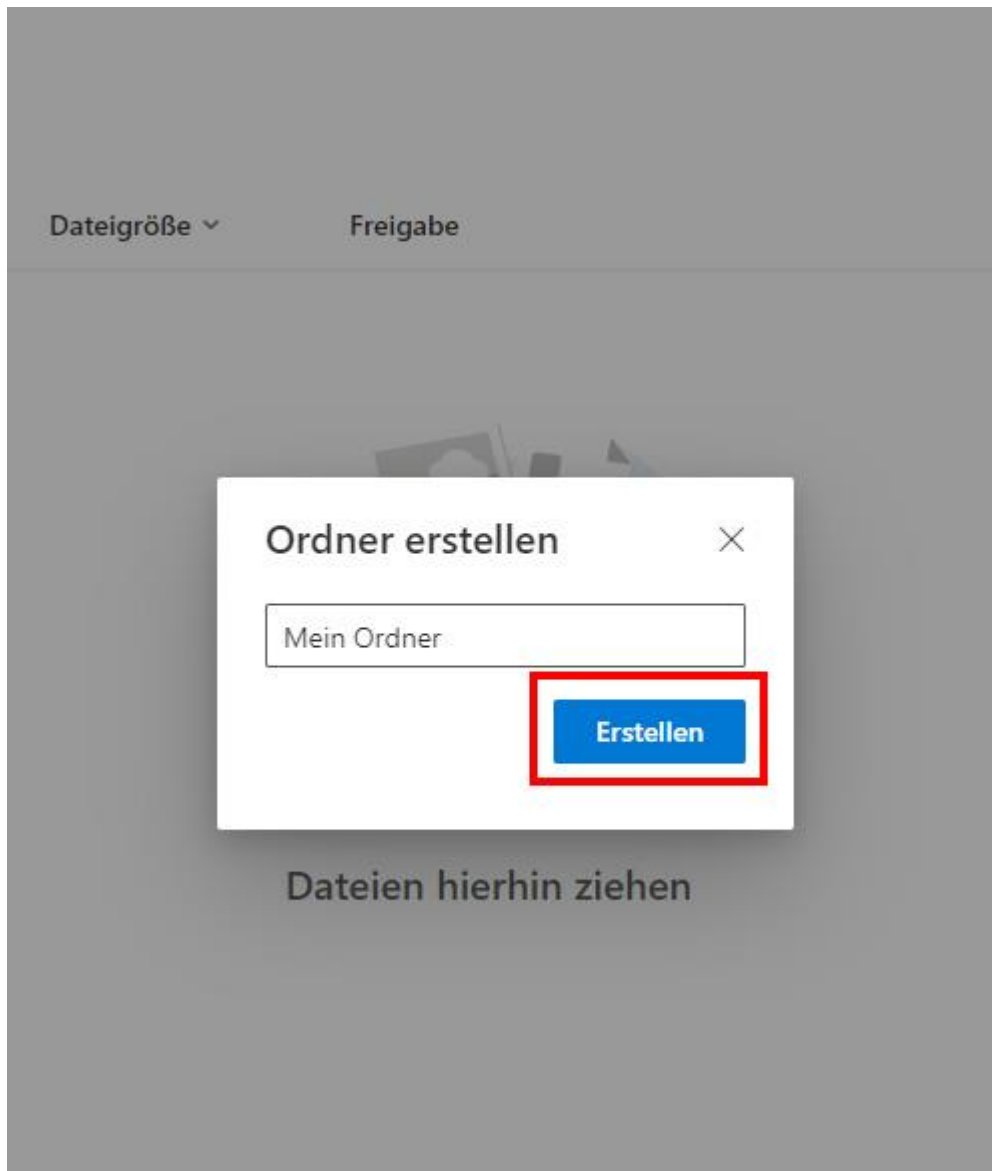 Dateigröße Freigabe
Ordner erstellen
Mein Ordner
Erstellen
Dateien hierhin ziehen